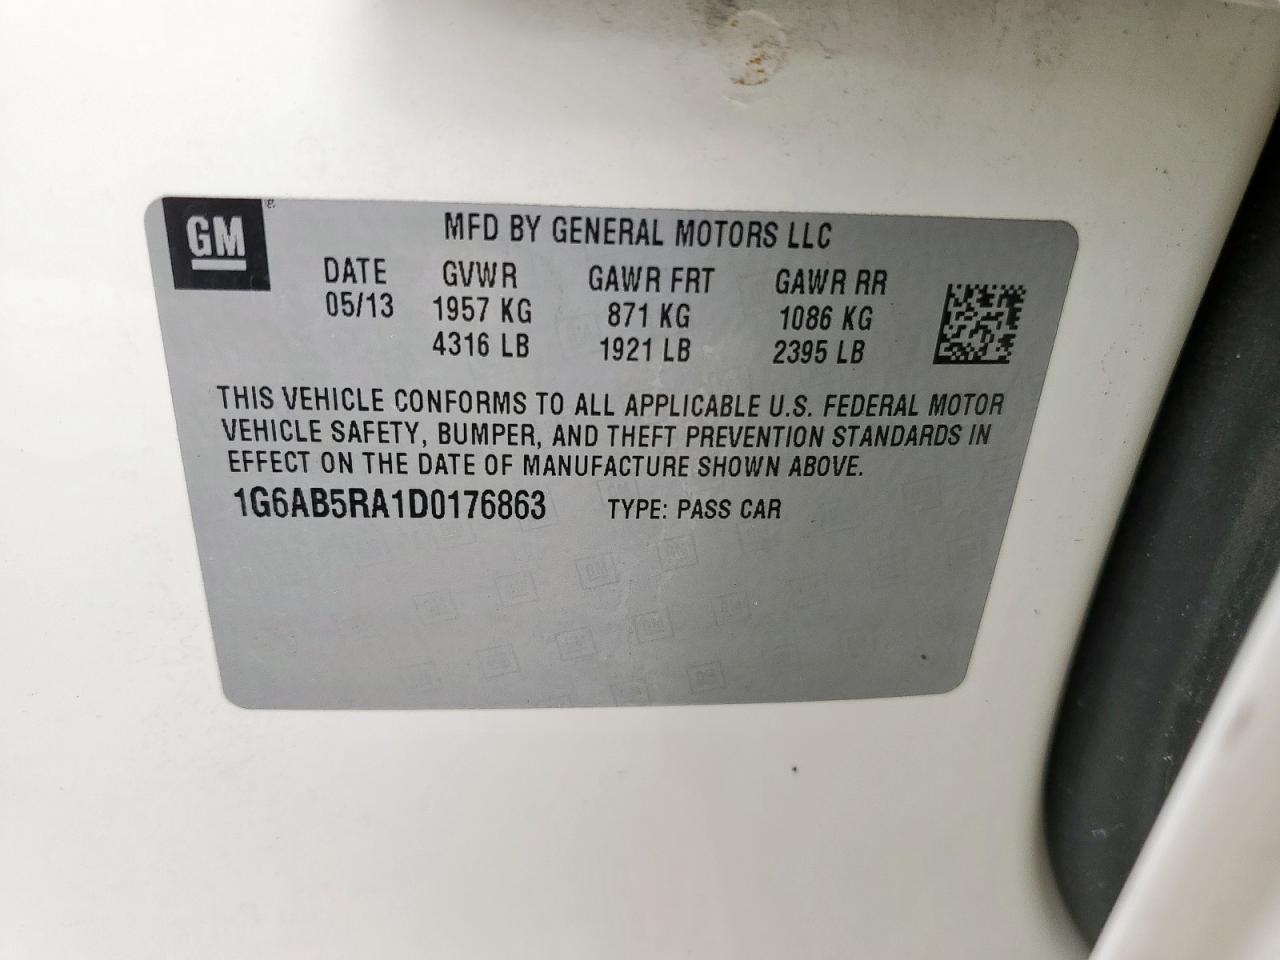 GM
MFD BY GENERAL MOTORS LLC
DATE GVWR GAWR FRT GAWR RR
05/13 1957 KG 871 KG 1086 KG
4316 LB 1921 LB 2395 LB
THIS VEHICLE CONFORMS TO ALL APPLICABLE U.S. FEDERAL MOTOR
VEHICLE SAFETY, BUMPER, AND THEFT PREVENTION STANDARDS IN
EFFECT ON THE DATE OF MANUFACTURE SHOWN ABOVE.
1G6AB5RA1D0176863 TYPE: PASS CAR